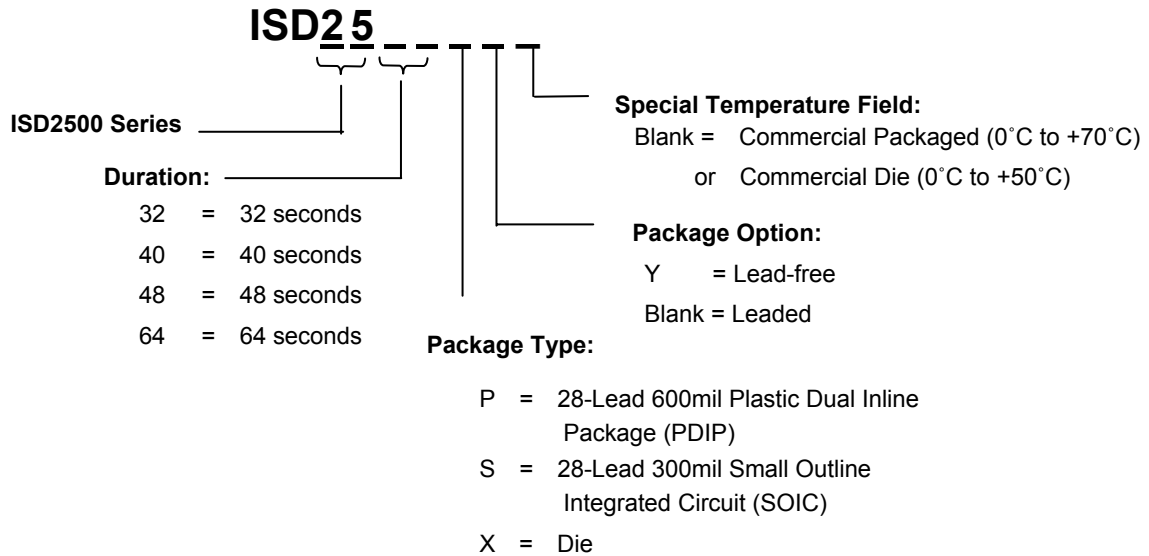 ISD25
ISD2500 Series
Duration:
32 = 32 seconds
40 = 40 seconds
48 = 48 seconds
64 = 64 seconds
Special Temperature Field:
Blank = Commercial Packaged (0˚C to +70˚C)
or Commercial Die (0˚C to +50˚C)
Package Option:
Y = Lead-free
Blank = Leaded
Package Type:
P = 28-Lead 600mil Plastic Dual Inline
Package (PDIP)
S = 28-Lead 300mil Small Outline
Integrated Circuit (SOIC)
X = Die